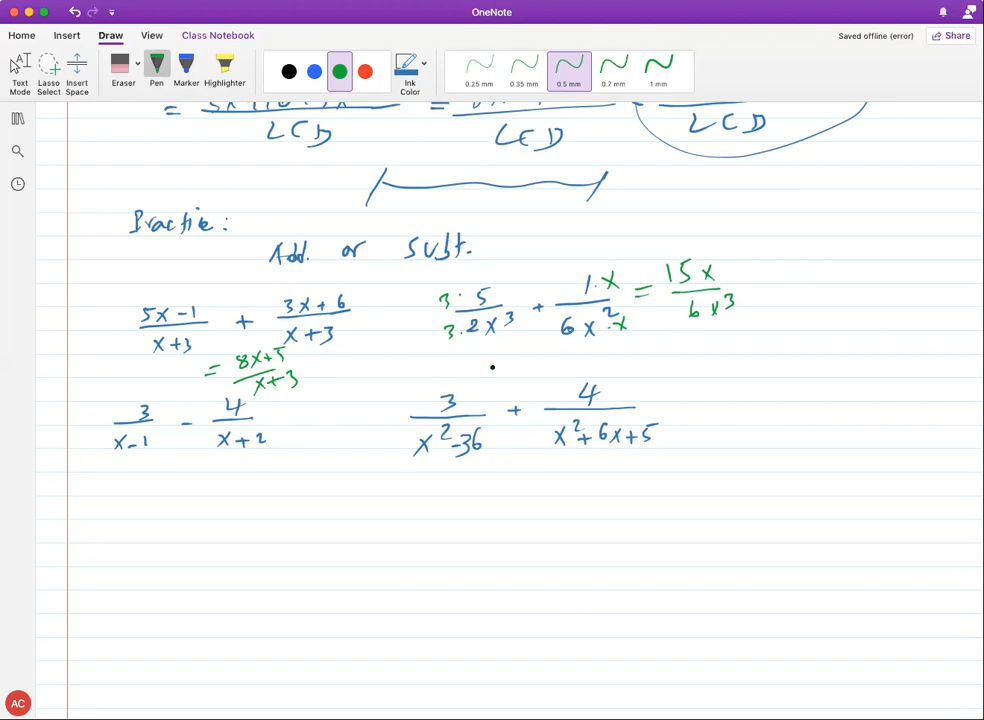 OneNote
Home Insert Draw View Class Notebook Saved offline (error) Share
Text Mode Lasso Select Insert Space Eraser Pen Marker Highlighter Ink Color 0.25 mm 0.35 mm 0.5 mm 0.7 mm 1 mm
= / LCD = / LCD / LCD
Practie:
Add. or Subt.
(5x-1)/(x+3) + (3x+6)/(x+3)
= (8x+5)/(x+3)
(3·5)/(3·2x³) + (1·x)/(6x²·x) = 15x/6x³
3/(x-1) - 4/(x+2)
3/(x²-36) + 4/(x²+6x+5)
AC